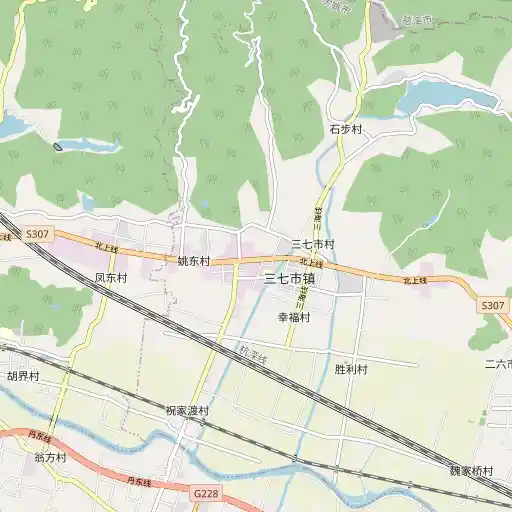 慈溪市
石步村
三七市村
S307
北上线
北上线
北上线
姚东村
凤东村
三七市镇
S307
幸福村
杭深线
胜利村
二六市
胡界村
祝家渡村
丹东线
翁方村
魏家桥村
丹东线
G228